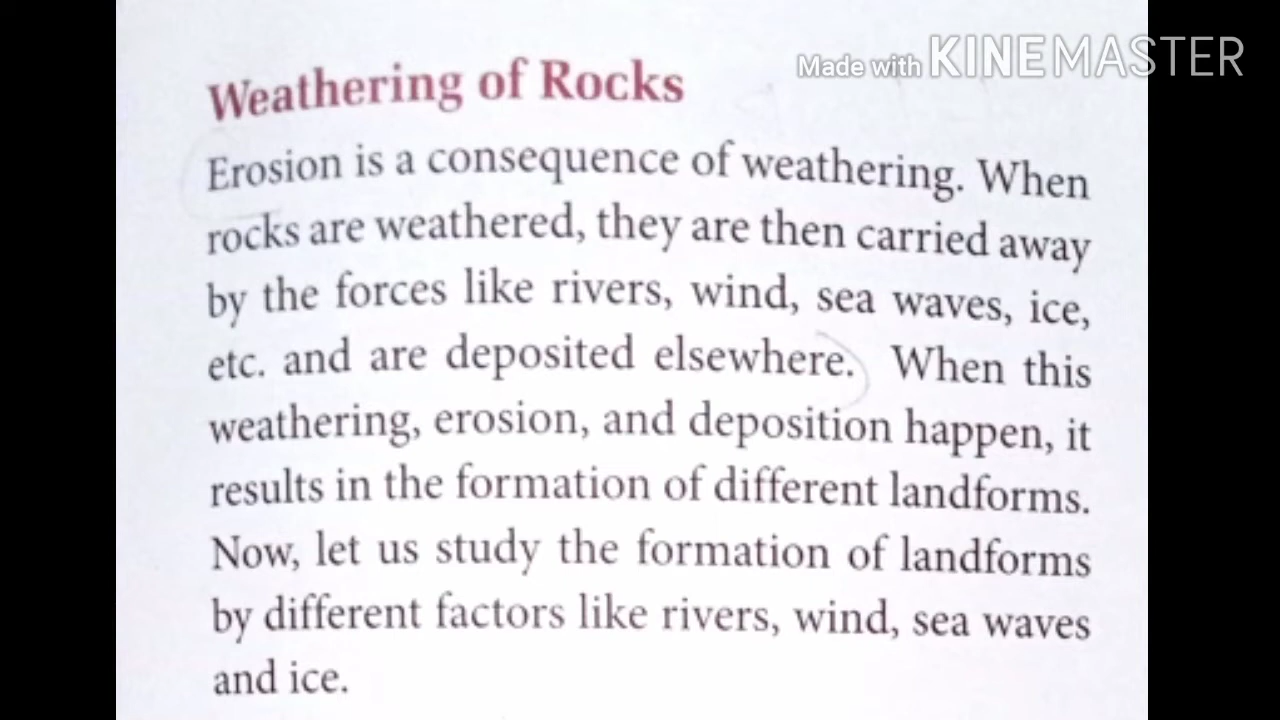 Made with KINEMASTER
Weathering of Rocks
Erosion is a consequence of weathering. When
rocks are weathered, they are then carried away
by the forces like rivers, wind, sea waves, ice,
etc. and are deposited elsewhere. When this
weathering, erosion, and deposition happen, it
results in the formation of different landforms.
Now, let us study the formation of landforms
by different factors like rivers, wind, sea waves
and ice.